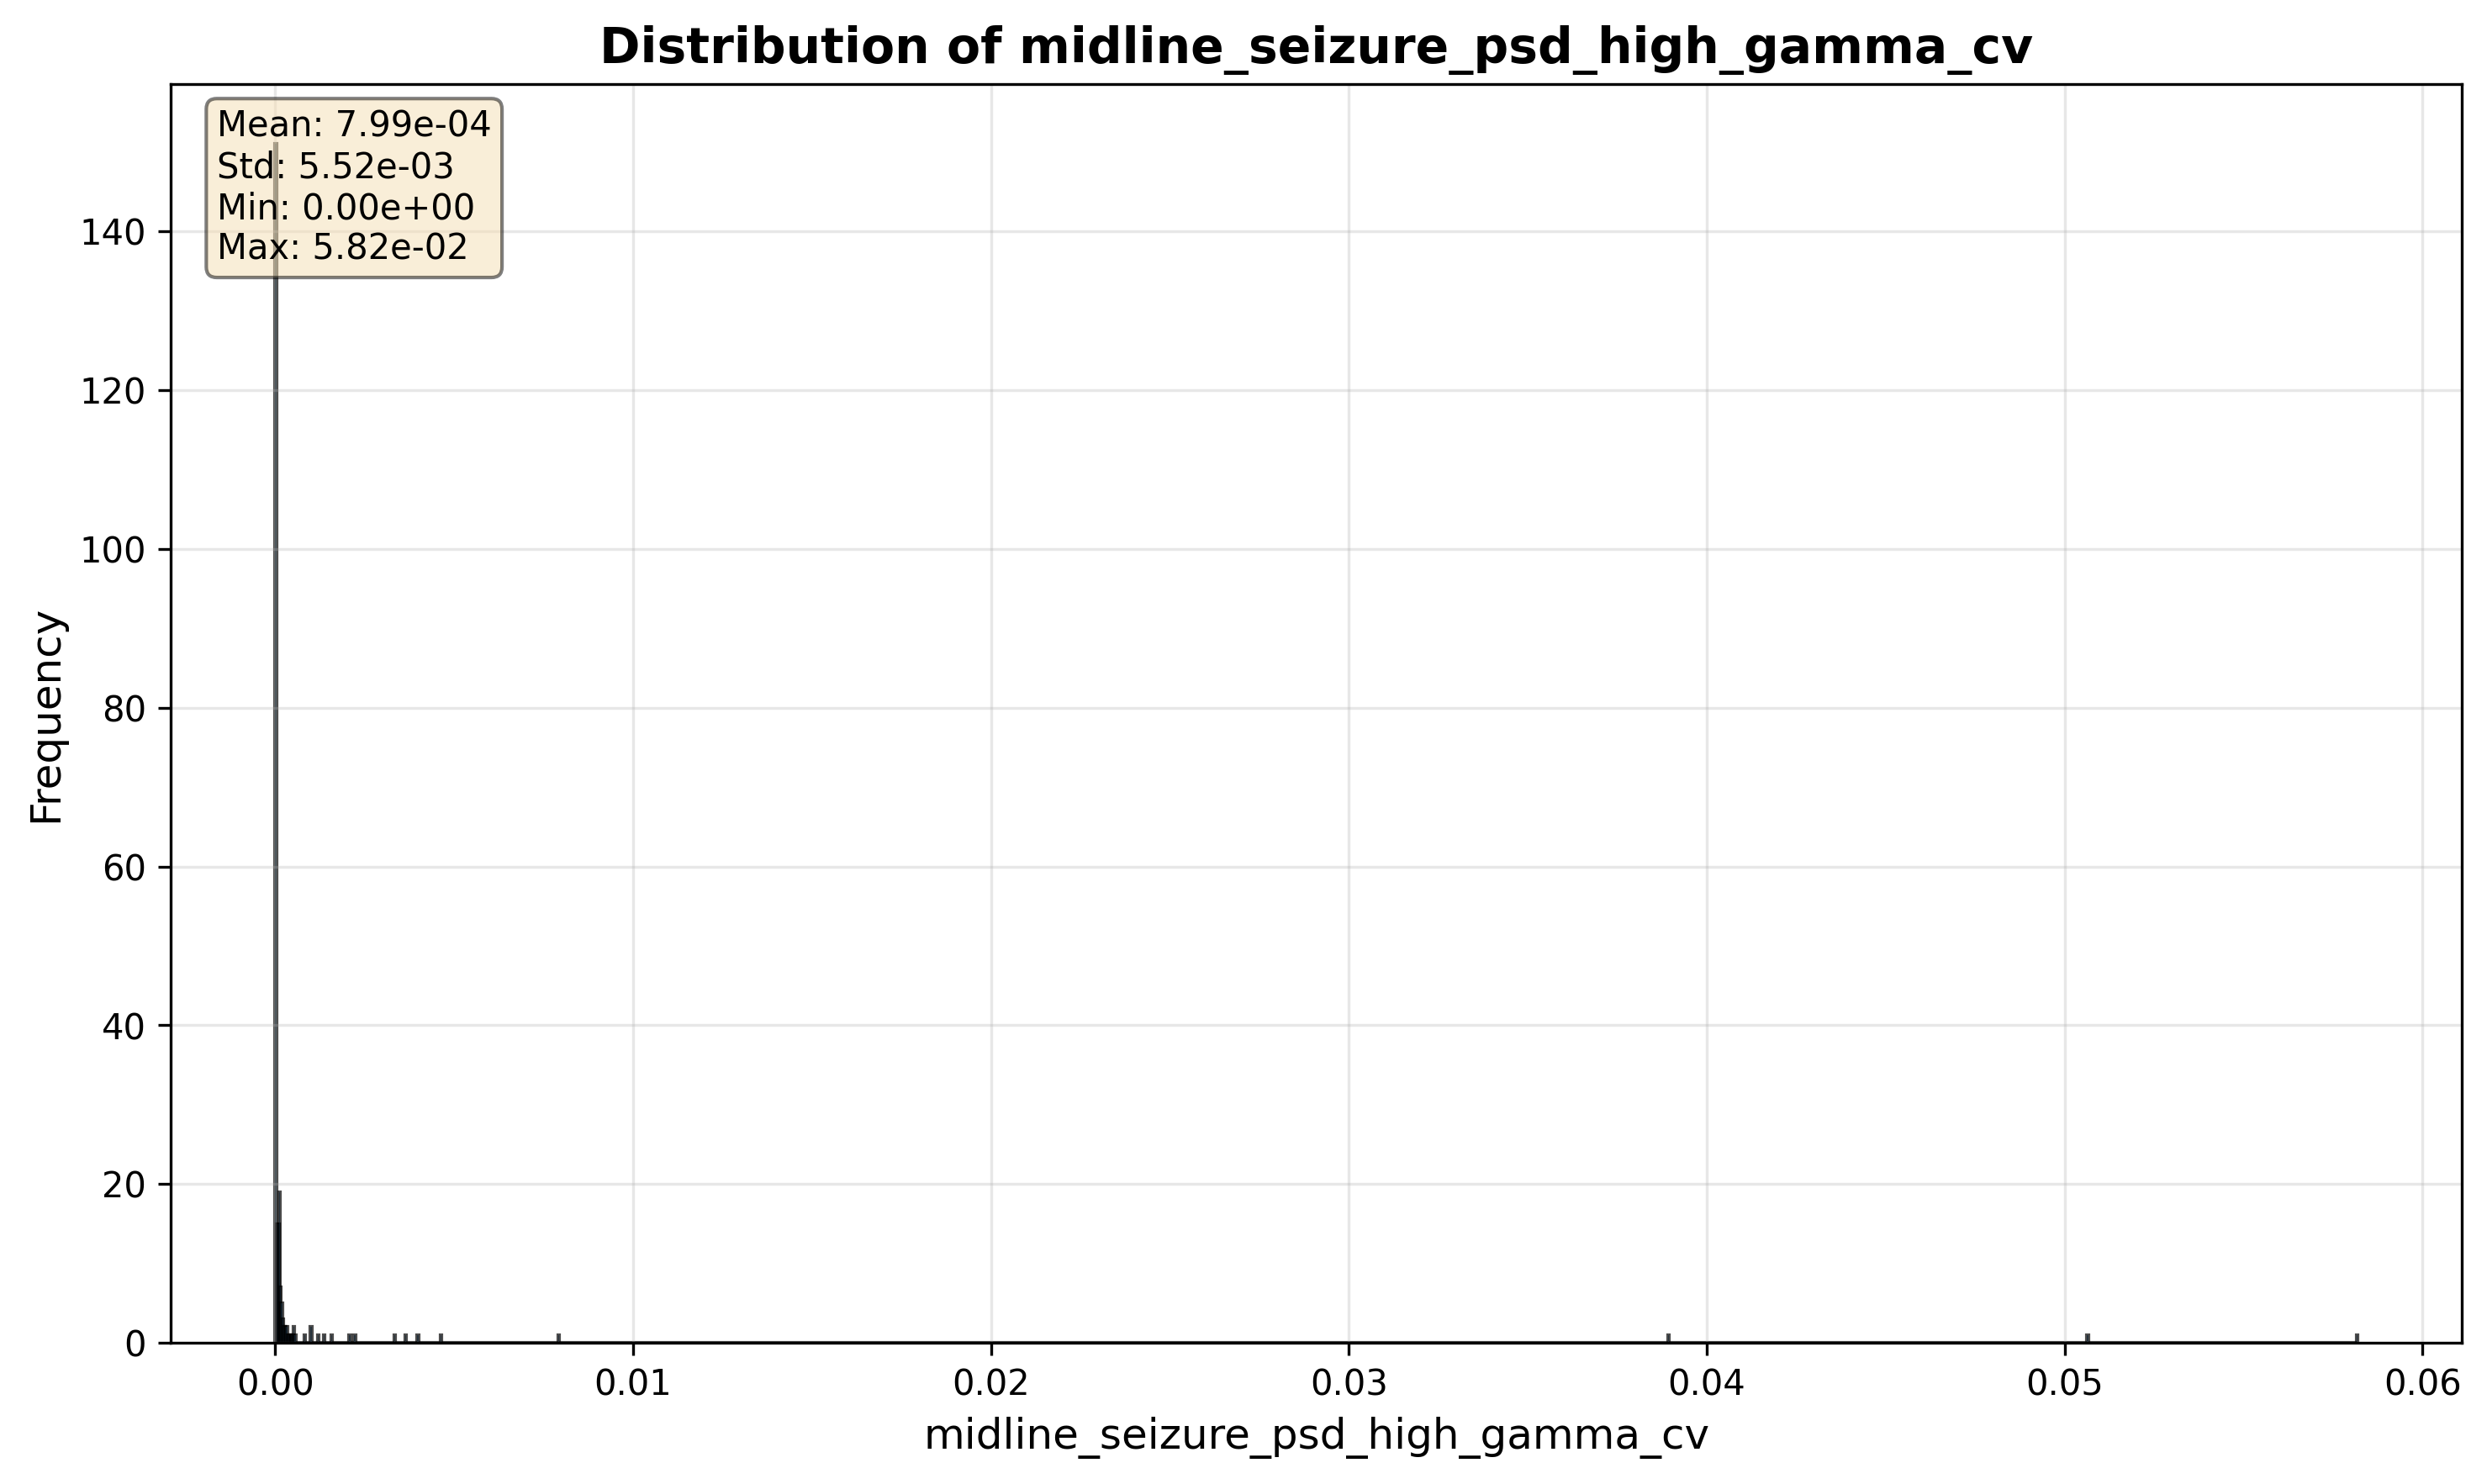 Distribution of midline_seizure_psd_high_gamma_cv
Mean: 7.99e-04
Std: 5.52e-03
Min: 0.00e+00
Max: 5.82e-02
140
120
100
80
60
40
20
0
Frequency
0.00 0.01 0.02 0.03 0.04 0.05 0.06
midline_seizure_psd_high_gamma_cv